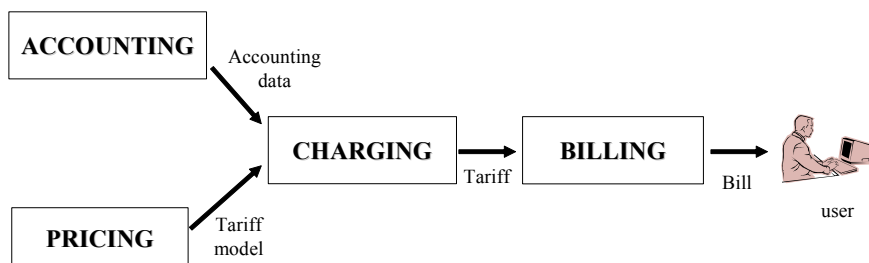 ACCOUNTING
Accounting
data
CHARGING
Tariff
BILLING
Bill
user
PRICING
Tariff
model